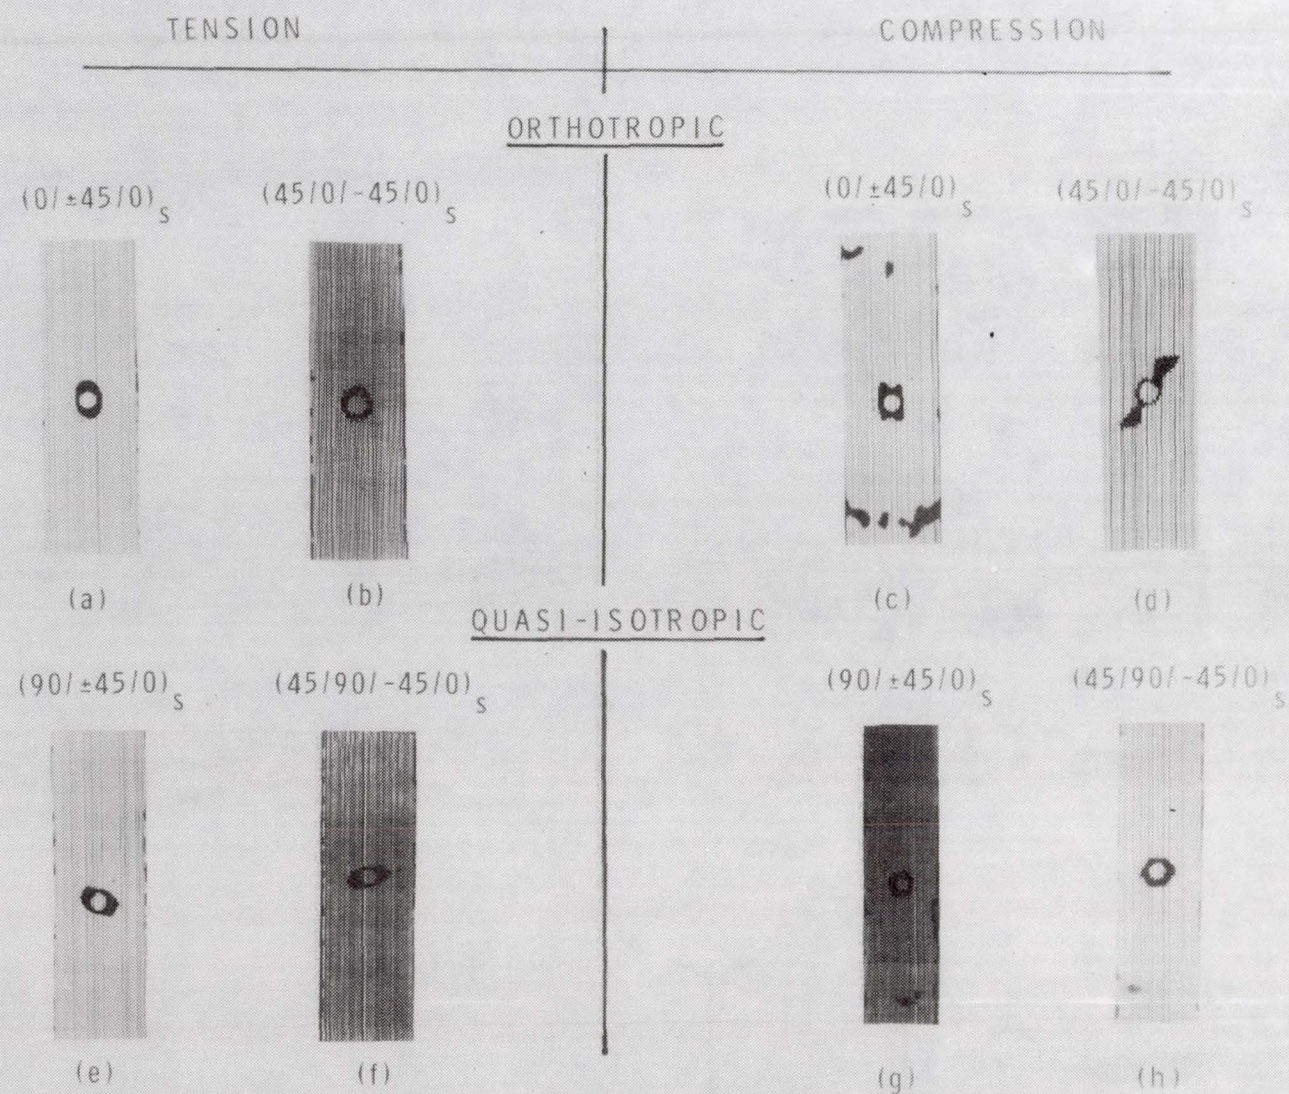 TENSION COMPRESSION
ORTHOTROPIC
(0/±45/0)S (45/0/-45/0)S (0/±45/0)S (45/0/-45/0)S
(a) (b) (c) (d)
QUASI-ISOTROPIC
(90/±45/0)S (45/90/-45/0)S (90/±45/0)S (45/90/-45/0)S
(e) (f) (g) (h)